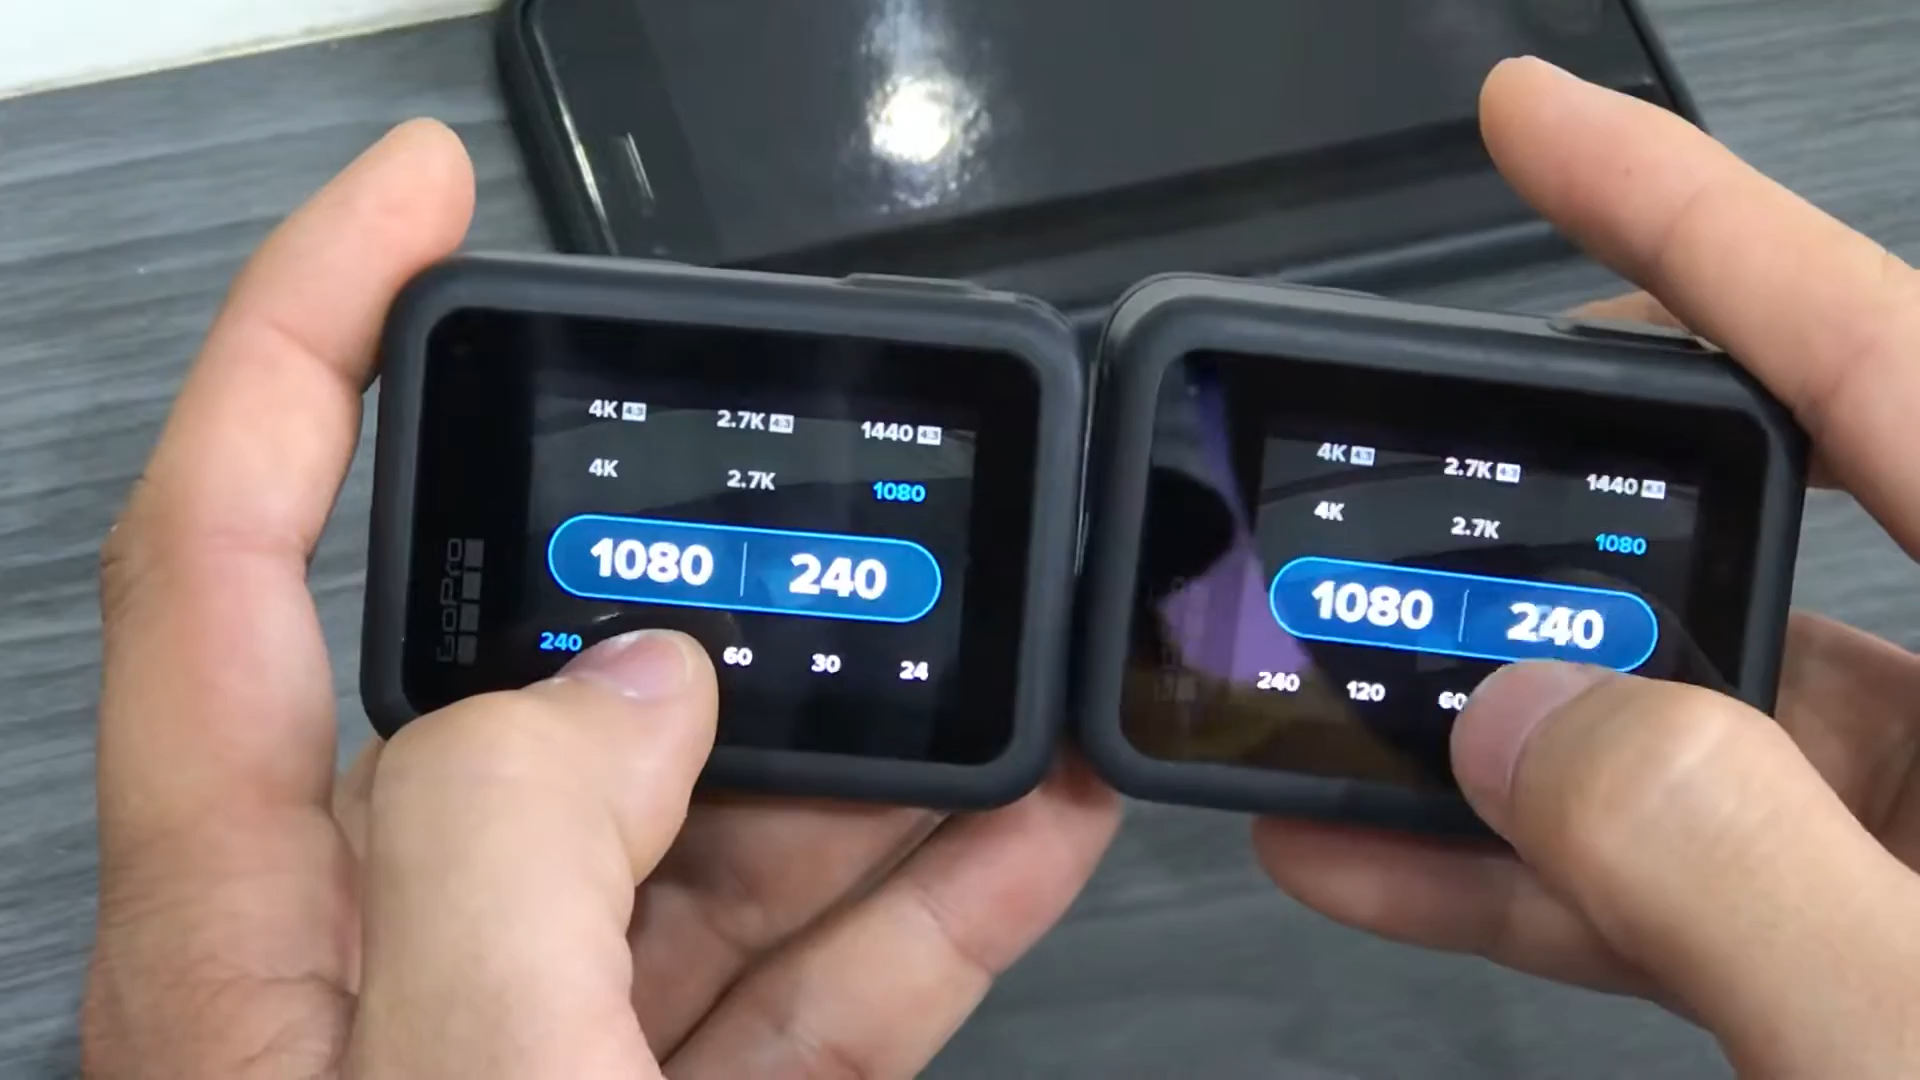 4K 4:3 2.7K 4:3 1440 4:3
4K 2.7K 1080
1080 240
240 60 30 24
GoPro
4K 4:3 2.7K 4:3 1440 4:3
4K 2.7K 1080
1080 240
240 120 60